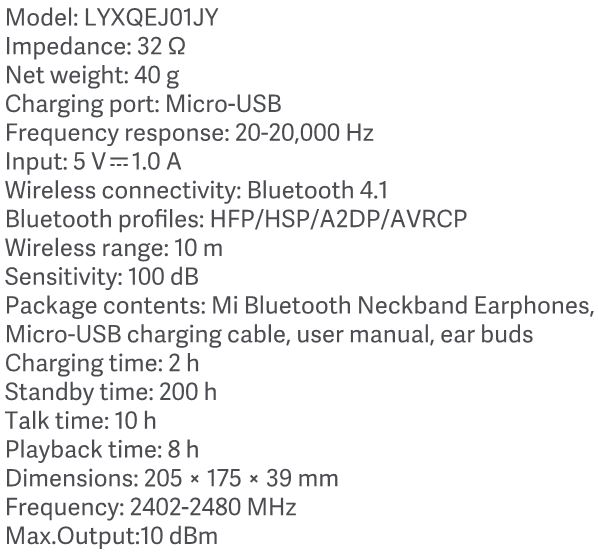 Model: LYXQEJ01JY
Impedance: 32 Ω
Net weight: 40 g
Charging port: Micro-USB
Frequency response: 20-20,000 Hz
Input: 5 V⎓1.0 A
Wireless connectivity: Bluetooth 4.1
Bluetooth profiles: HFP/HSP/A2DP/AVRCP
Wireless range: 10 m
Sensitivity: 100 dB
Package contents: Mi Bluetooth Neckband Earphones,
Micro-USB charging cable, user manual, ear buds
Charging time: 2 h
Standby time: 200 h
Talk time: 10 h
Playback time: 8 h
Dimensions: 205 × 175 × 39 mm
Frequency: 2402-2480 MHz
Max.Output:10 dBm